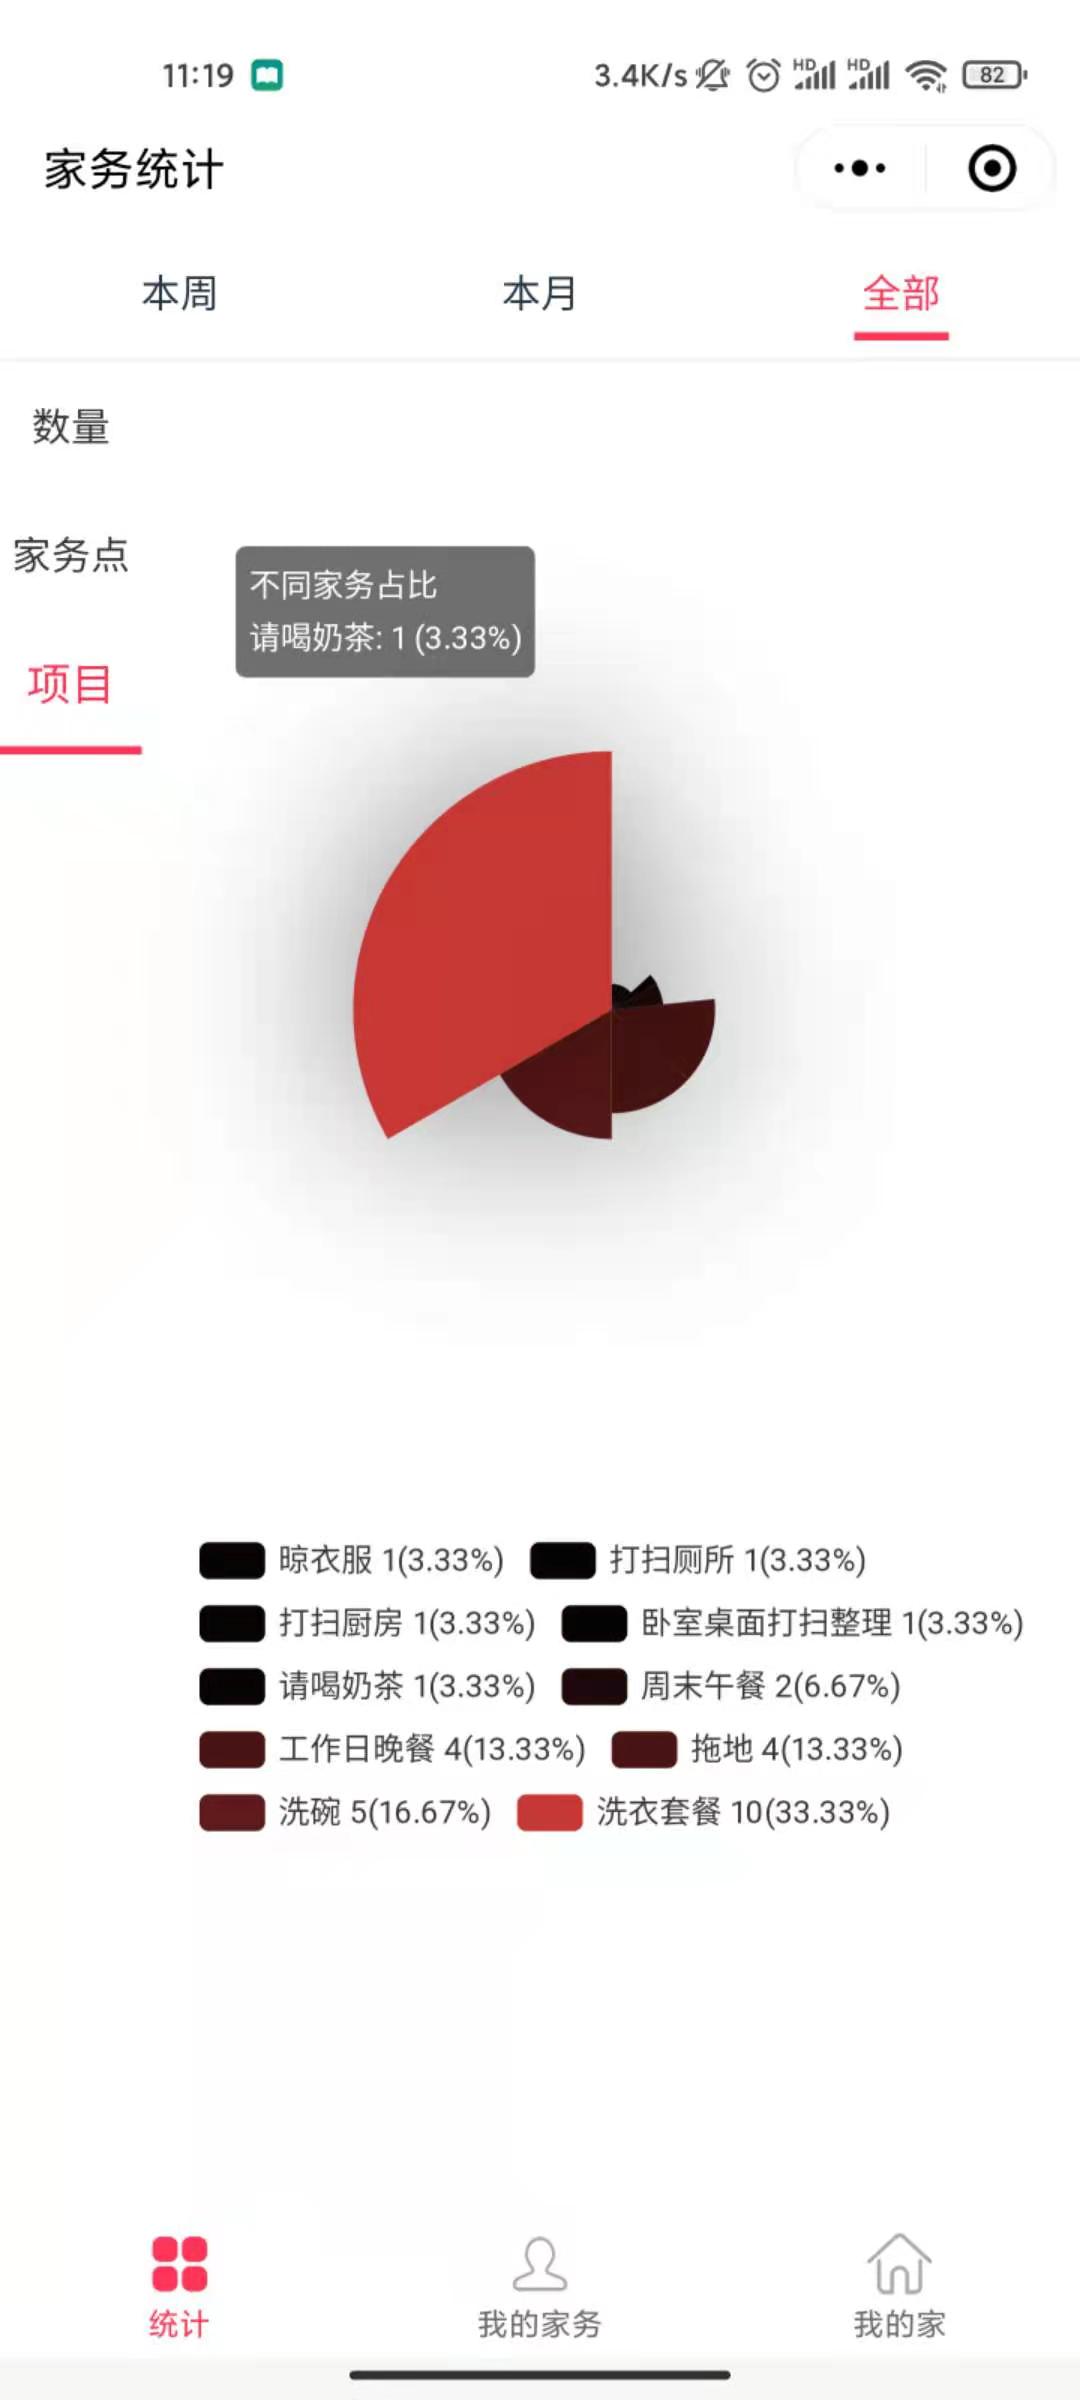 11:19 3.4K/s HD HD 82
家务统计
本周 本月 全部
数量
家务点
项目
不同家务占比
请喝奶茶: 1 (3.33%)
晾衣服 1(3.33%) 打扫厕所 1(3.33%)
打扫厨房 1(3.33%) 卧室桌面打扫整理 1(3.33%)
请喝奶茶 1(3.33%) 周末午餐 2(6.67%)
工作日晚餐 4(13.33%) 拖地 4(13.33%)
洗碗 5(16.67%) 洗衣套餐 10(33.33%)
统计 我的家务 我的家